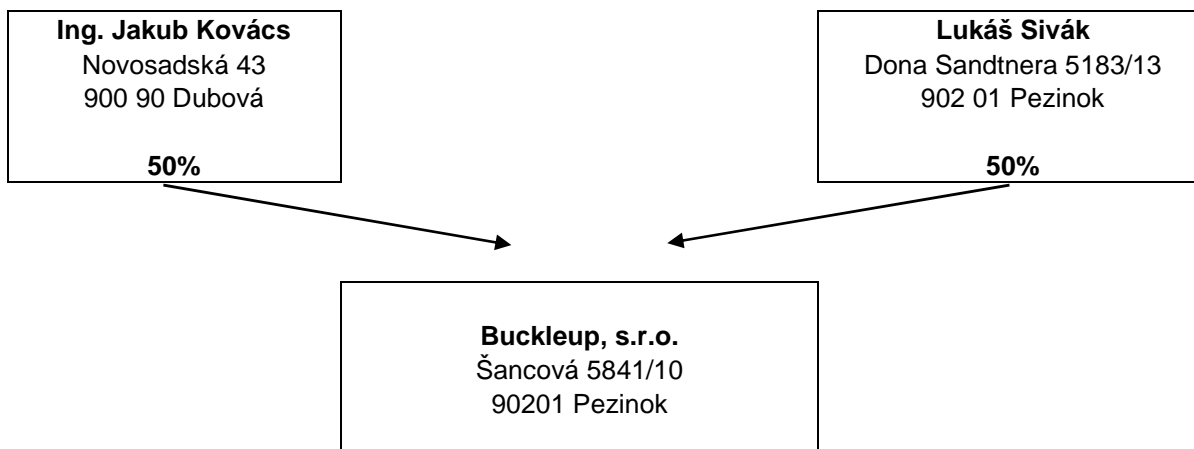 Ing. Jakub Kovács
Novosadská 43
900 90 Dubová
50%
Lukáš Sivák
Dona Sandtnera 5183/13
902 01 Pezinok
50%
Buckleup, s.r.o.
Šancová 5841/10
90201 Pezinok